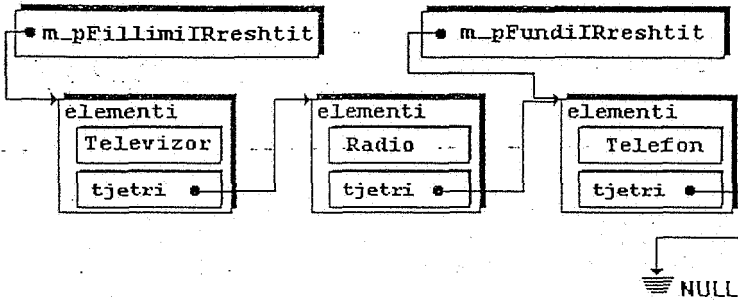 m_pFillimiIRreshtit
m_pFundiIRreshtit
elementi
Televizor
tjetri
elementi
Radio
tjetri
elementi
Telefon
tjetri
NULL